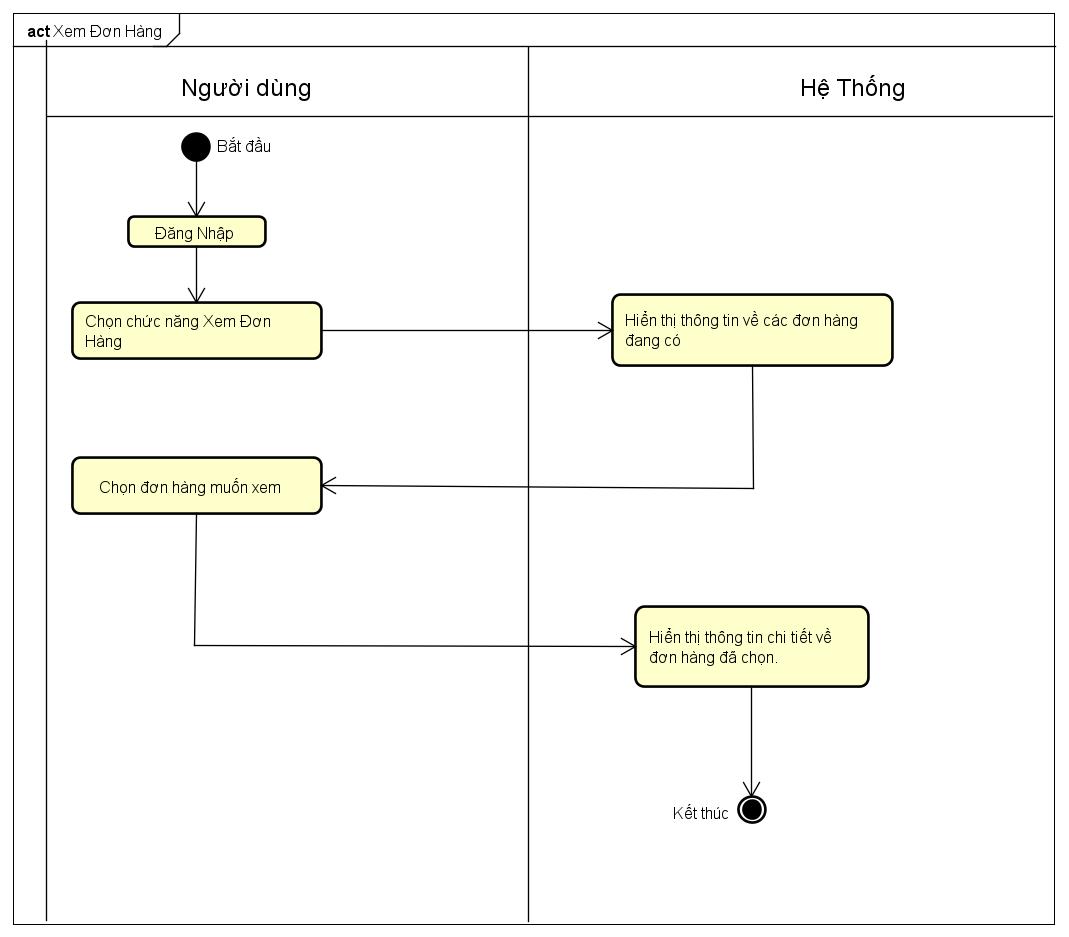 act Xem Đơn Hàng
Người dùng
Hệ Thống
Bắt đầu
Đăng Nhập
Chọn chức năng Xem Đơn
Hàng
Hiển thị thông tin về các đơn hàng
đang có
Chọn đơn hàng muốn xem
Hiển thị thông tin chi tiết về
đơn hàng đã chọn.
Kết thúc